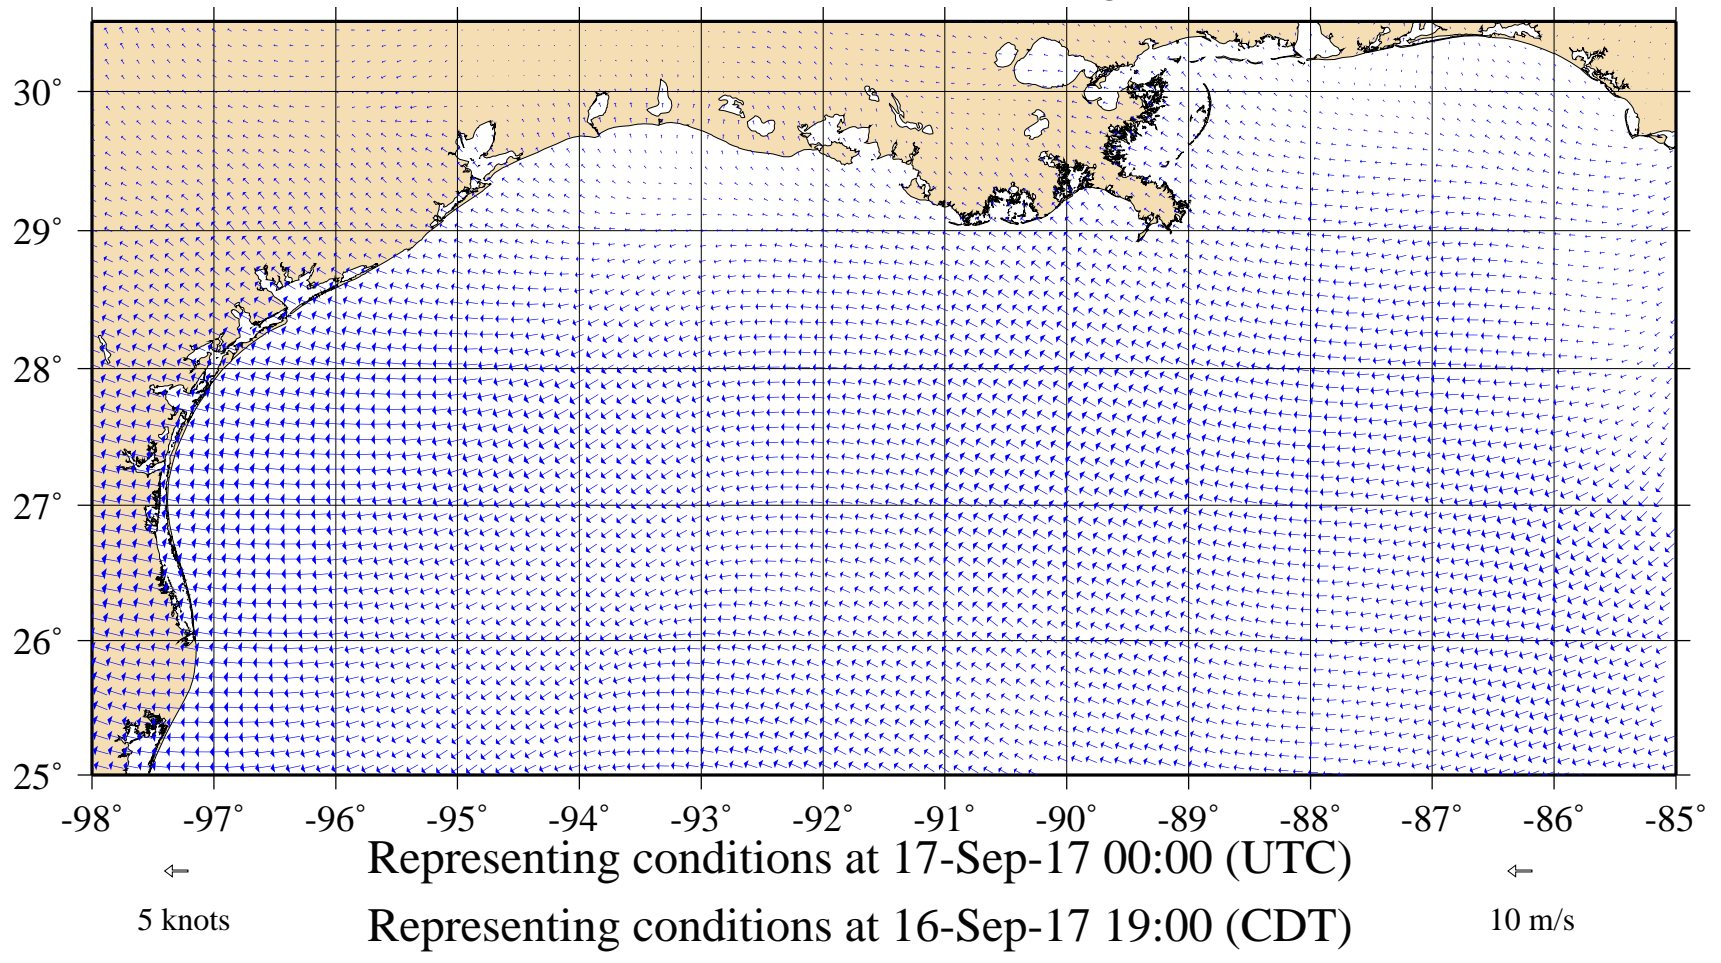 30°
29°
28°
27°
26°
25°
-98° -97° -96° -95° -94° -93° -92° -91° -90° -89° -88° -87° -86° -85°
Representing conditions at 17-Sep-17 00:00 (UTC)
5 knots
Representing conditions at 16-Sep-17 19:00 (CDT)
10 m/s